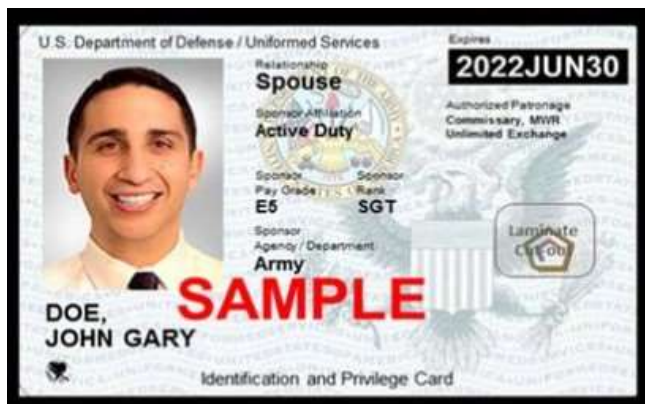 U.S. Department of Defense / Uniformed Services
Expires
2022JUN30
Relationship
Spouse
Sponsor Affiliation
Active Duty
Authorized Patronage
Commissary, MWR
Unlimited Exchange
Sponsor Sponsor
Pay Grade Rank
E5 SGT
Sponsor
Agency / Department
Army
Laminate
Cut-out
SAMPLE
DOE,
JOHN GARY
Identification and Privilege Card